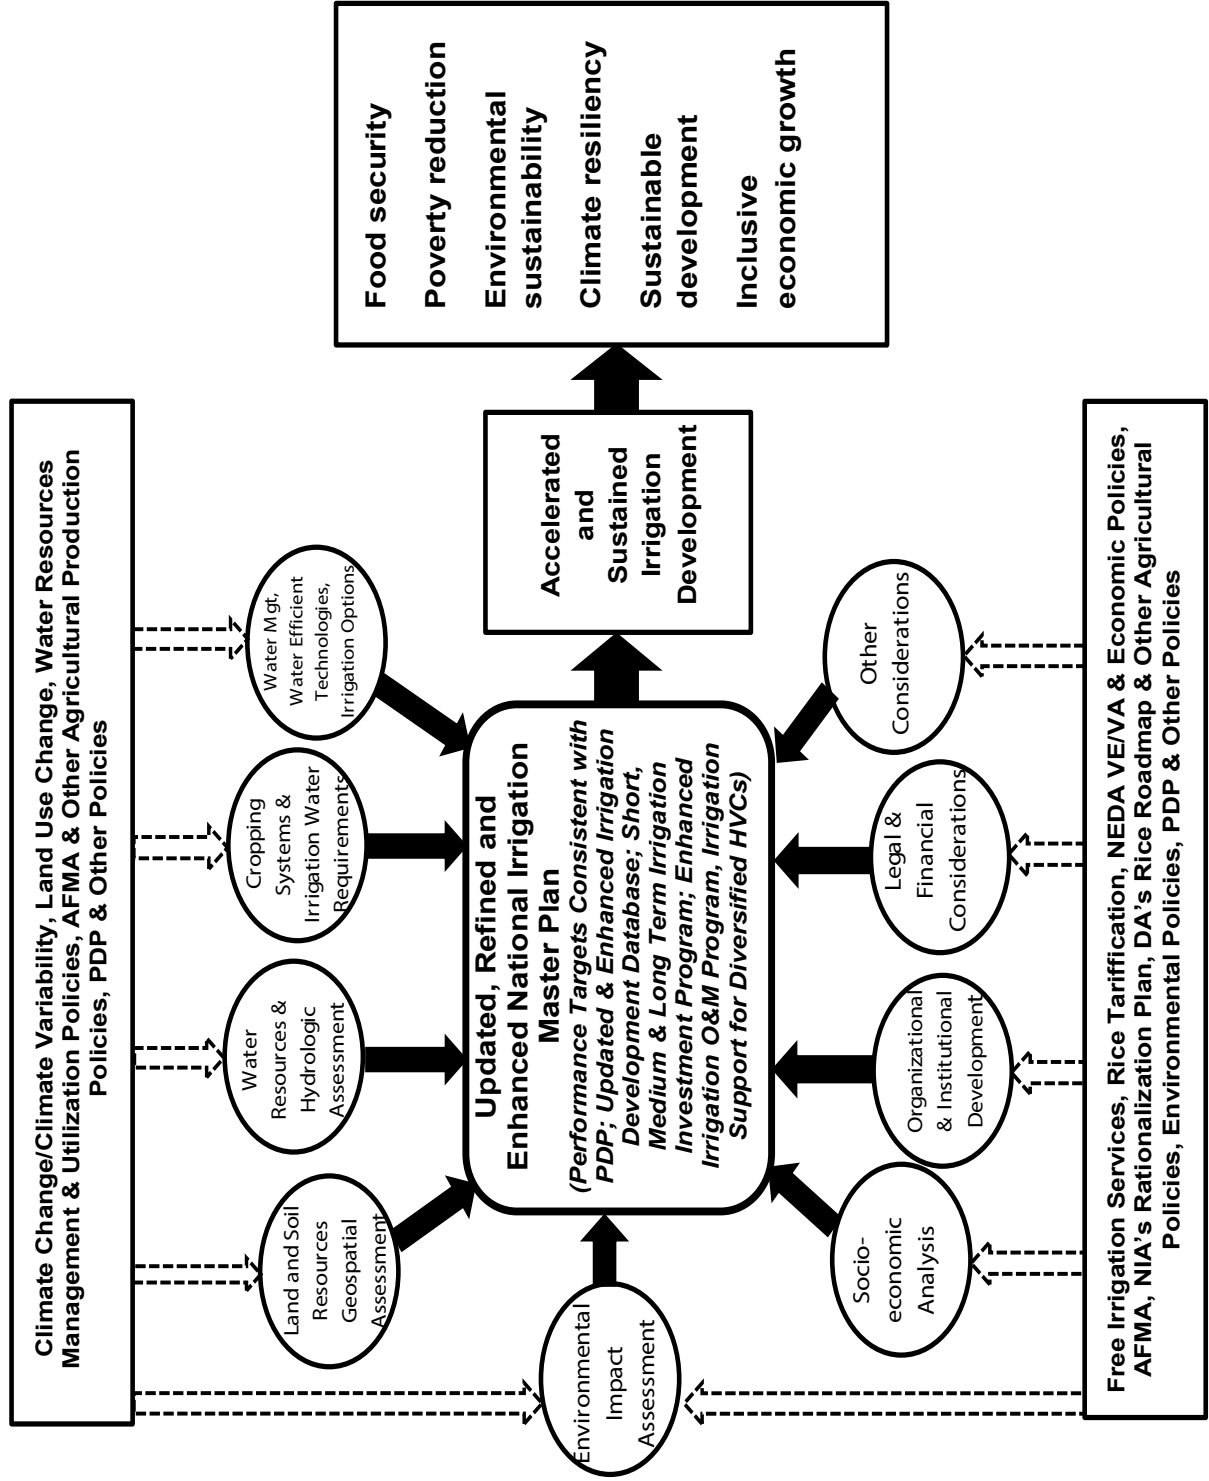 Climate Change/Climate Variability, Land Use Change, Water Resources
Management & Utilization Policies, AFMA & Other Agricultural Production
Policies, PDP & Other Policies
Land and Soil
Resources
Geospatial
Assessment
Water
Resources &
Hydrologic
Assessment
Cropping
Systems &
Irrigation Water
Requirements
Water Mgt,
Water Efficient
Technologies,
Irrigation Options
Environmental
Impact
Assessment
Updated, Refined and
Enhanced National Irrigation
Master Plan
(Performance Targets Consistent with
PDP; Updated & Enhanced Irrigation
Development Database; Short,
Medium & Long Term Irrigation
Investment Program; Enhanced
Irrigation O&M Program, Irrigation
Support for Diversified HVCs)
Accelerated
and
Sustained
Irrigation
Development
Food security
Poverty reduction
Environmental
sustainability
Climate resiliency
Sustainable
development
Inclusive
economic growth
Socio-
economic
Analysis
Organizational
& Institutional
Development
Legal &
Financial
Considerations
Other
Considerations
Free Irrigation Services, Rice Tariffication, NEDA VE/VA & Economic Policies,
AFMA, NIA's Rationalization Plan, DA's Rice Roadmap & Other Agricultural
Policies, Environmental Policies, PDP & Other Policies